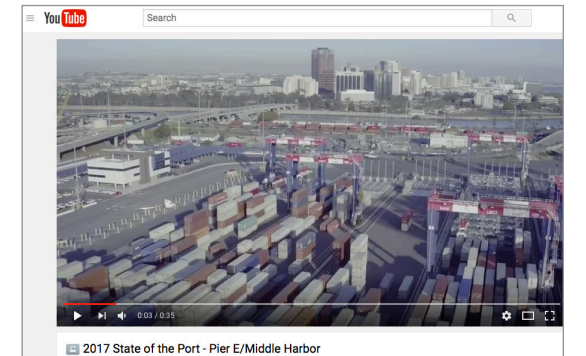 YouTube
Search
0:03 / 0:35
2017 State of the Port - Pier E/Middle Harbor